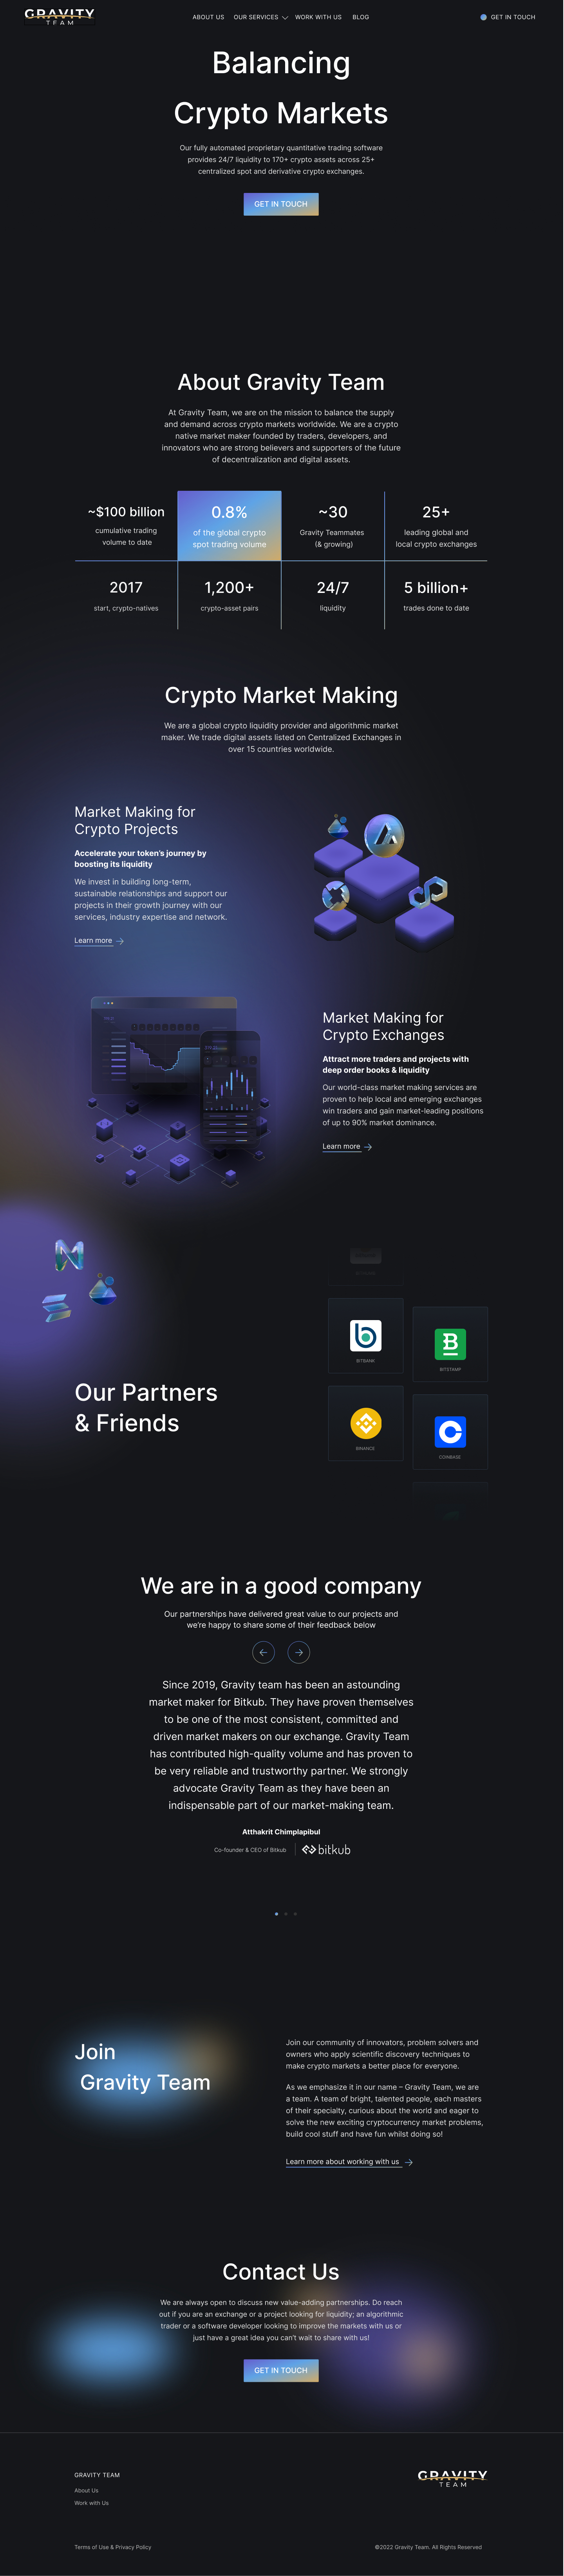 GRAVITY
TEAM
ABOUT US
OUR SERVICES
WORK WITH US
BLOG
GET IN TOUCH
Balancing
Crypto Markets
Our fully automated proprietary quantitative trading software
provides 24/7 liquidity to 170+ crypto assets across 25+
centralized spot and derivative crypto exchanges.
GET IN TOUCH
About Gravity Team
At Gravity Team, we are on the mission to balance the supply
and demand across crypto markets worldwide. We are a crypto
native market maker founded by traders, developers, and
innovators who are strong believers and supporters of the future
of decentralization and digital assets.
~$100 billion
cumulative trading
volume to date
0.8%
of the global crypto
spot trading volume
~30
Gravity Teammates
(& growing)
25+
leading global and
local crypto exchanges
2017
start, crypto-natives
1,200+
crypto-asset pairs
24/7
liquidity
5 billion+
trades done to date
Crypto Market Making
We are a global crypto liquidity provider and algorithmic market
maker. We trade digital assets listed on Centralized Exchanges in
over 15 countries worldwide.
Market Making for
Crypto Projects
Accelerate your token's journey by
boosting its liquidity
We invest in building long-term,
sustainable relationships and support our
projects in their growth journey with our
services, industry expertise and network.
Learn more
Market Making for
Crypto Exchanges
Attract more traders and projects with
deep order books & liquidity
Our world-class market making services are
proven to help local and emerging exchanges
win traders and gain market-leading positions
of up to 90% market dominance.
Learn more
Our Partners
& Friends
BITBANK
BITSTAMP
BINANCE
COINBASE
We are in a good company
Our partnerships have delivered great value to our projects and
we're happy to share some of their feedback below
Since 2019, Gravity team has been an astounding
market maker for Bitkub. They have proven themselves
to be one of the most consistent, committed and
driven market makers on our exchange. Gravity Team
has contributed high-quality volume and has proven to
be very reliable and trustworthy partner. We strongly
advocate Gravity Team as they have been an
indispensable part of our market-making team.
Atthakrit Chimplapibul
Co-founder & CEO of Bitkub
bitkub
Join
Gravity Team
Join our community of innovators, problem solvers and
owners who apply scientific discovery techniques to
make crypto markets a better place for everyone.
As we emphasize it in our name – Gravity Team, we are
a team. A team of bright, talented people, each masters
of their specialty, curious about the world and eager to
solve the new exciting cryptocurrency market problems,
build cool stuff and have fun whilst doing so!
Learn more about working with us
Contact Us
We are always open to discuss new value-adding partnerships. Do reach
out if you are an exchange or a project looking for liquidity; an algorithmic
trader or a software developer looking to improve the markets with us or
just have a great idea you can't wait to share with us!
GET IN TOUCH
GRAVITY TEAM
About Us
Work with Us
GRAVITY
TEAM
Terms of Use & Privacy Policy
©2022 Gravity Team. All Rights Reserved